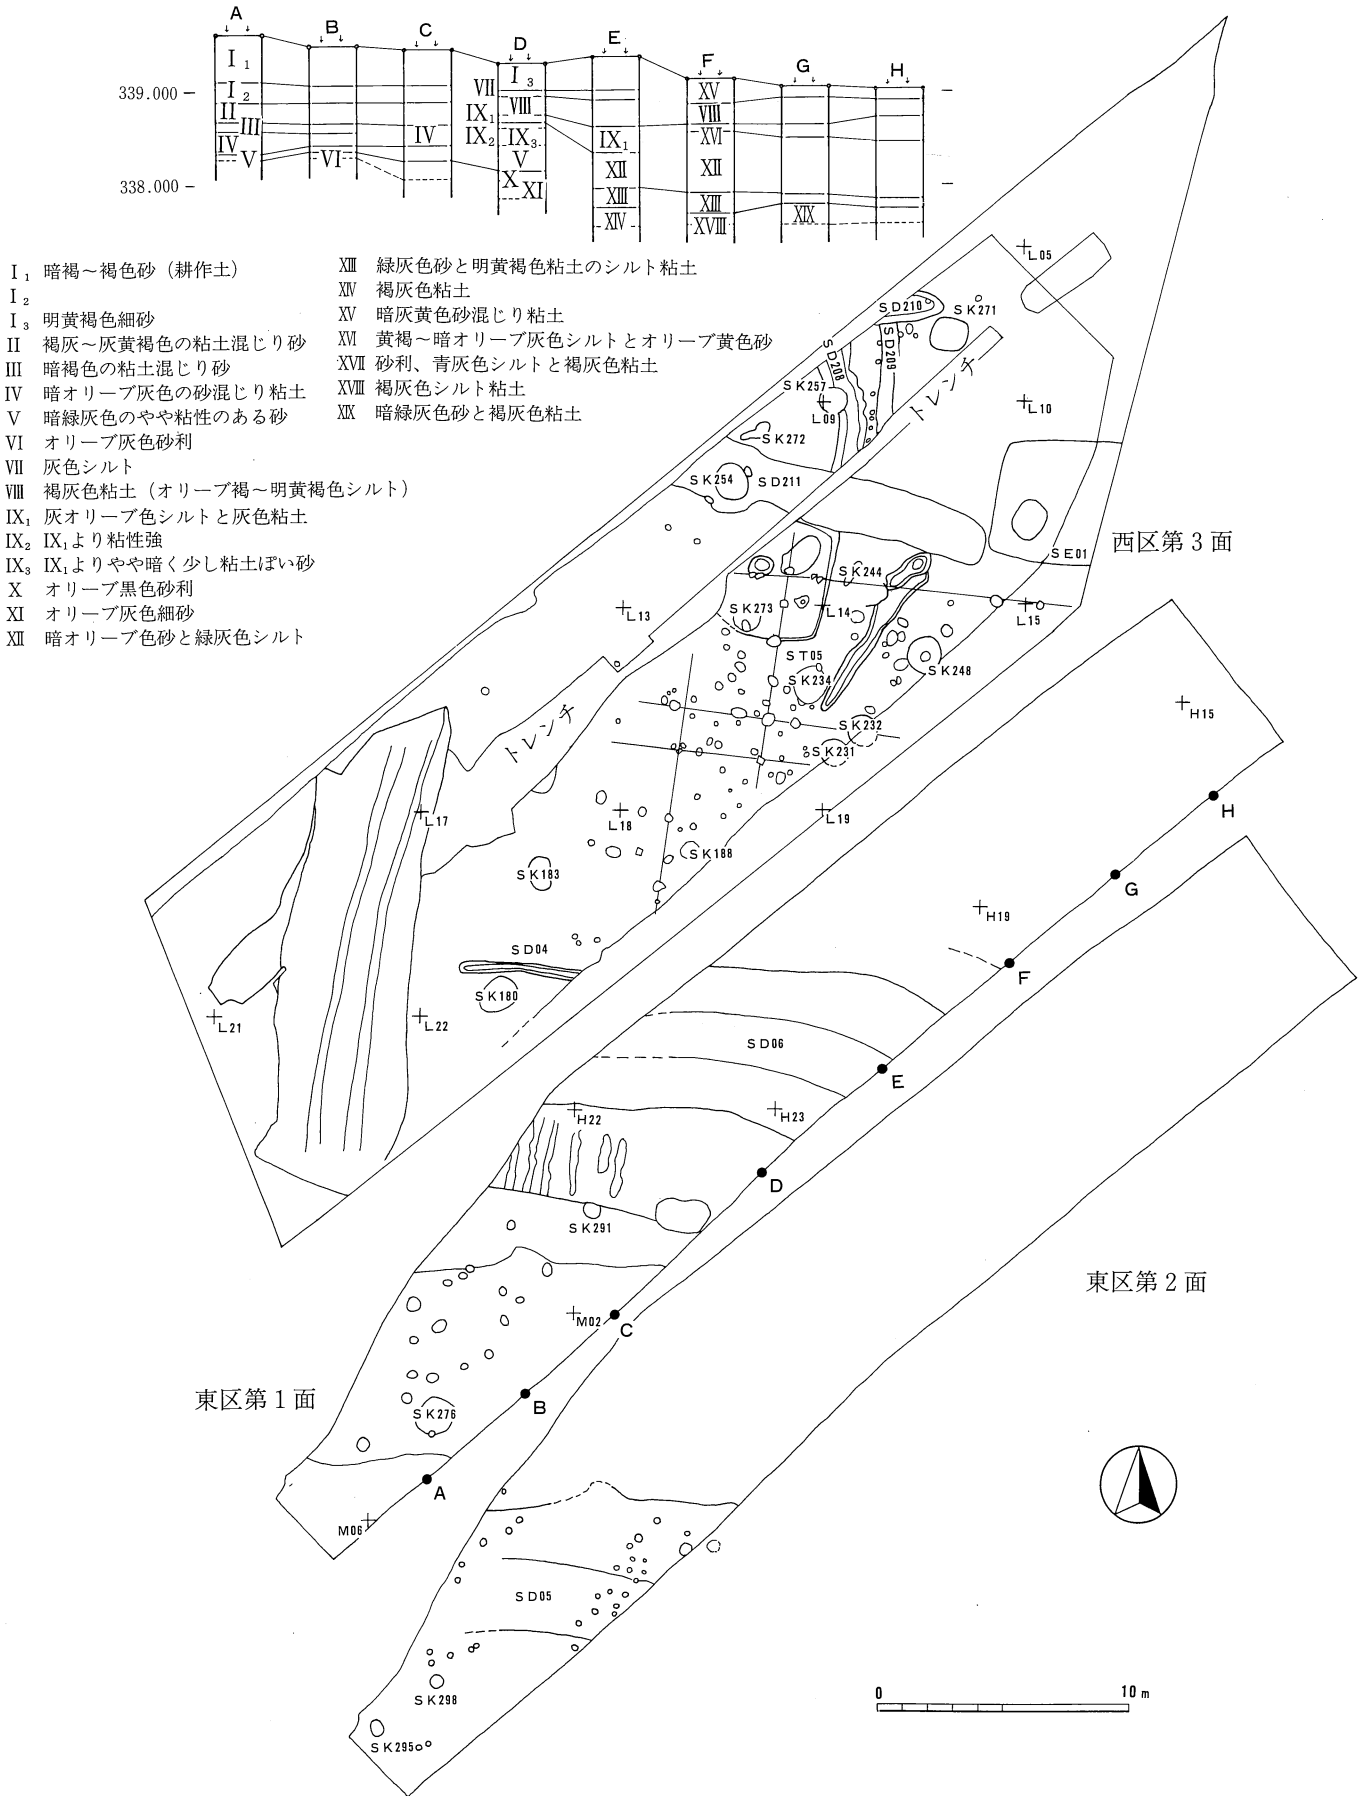 A B C D E F G H
339.000
338.000
I₁
I₂
II
III
IV
V
VI
IV
VII
IX₁
IX₂
I₃
VIII
IX₃
V
X
XI
IX₁
XII
XIII
XIV
XV
VIII
XVI
XII
XIII
XVIII
XIX
I₁ 暗褐～褐色砂（耕作土）
I₂
I₃ 明黄褐色細砂
II 褐灰～灰黄褐色の粘土混じり砂
III 暗褐色の粘土混じり砂
IV 暗オリーブ灰色の砂混じり粘土
V 暗緑灰色のやや粘性のある砂
VI オリーブ灰色砂利
VII 灰色シルト
VIII 褐灰色粘土（オリーブ褐～明黄褐色シルト）
IX₁ 灰オリーブ色シルトと灰色粘土
IX₂ IX₁より粘性強
IX₃ IX₁よりやや暗く少し粘土ぽい砂
X オリーブ黒色砂利
XI オリーブ灰色細砂
XII 暗オリーブ色砂と緑灰色シルト
XIII 緑灰色砂と明黄褐色粘土のシルト粘土
XIV 褐灰色粘土
XV 暗灰黄色砂混じり粘土
XVI 黄褐～暗オリーブ灰色シルトとオリーブ黄色砂
XVII 砂利、青灰色シルトと褐灰色粘土
XVIII 褐灰色シルト粘土
XIX 暗緑灰色砂と褐灰色粘土
L05
SD210
SK271
SD209
SD208
SK257
L09
トレンチ
L10
SK272
SK254
SD211
SE01
西区第3面
SK244
SK273
L14
L15
L13
ST05
SK234
SK248
SK232
SK231
トレンチ
L17
L18
L19
SK188
SK183
SD04
SK180
L21
L22
H15
H
G
H19
F
SD06
E
H22
H23
D
SK291
M02
C
東区第2面
東区第1面
B
SK276
A
M06
SD05
SK298
SK295
0 10m